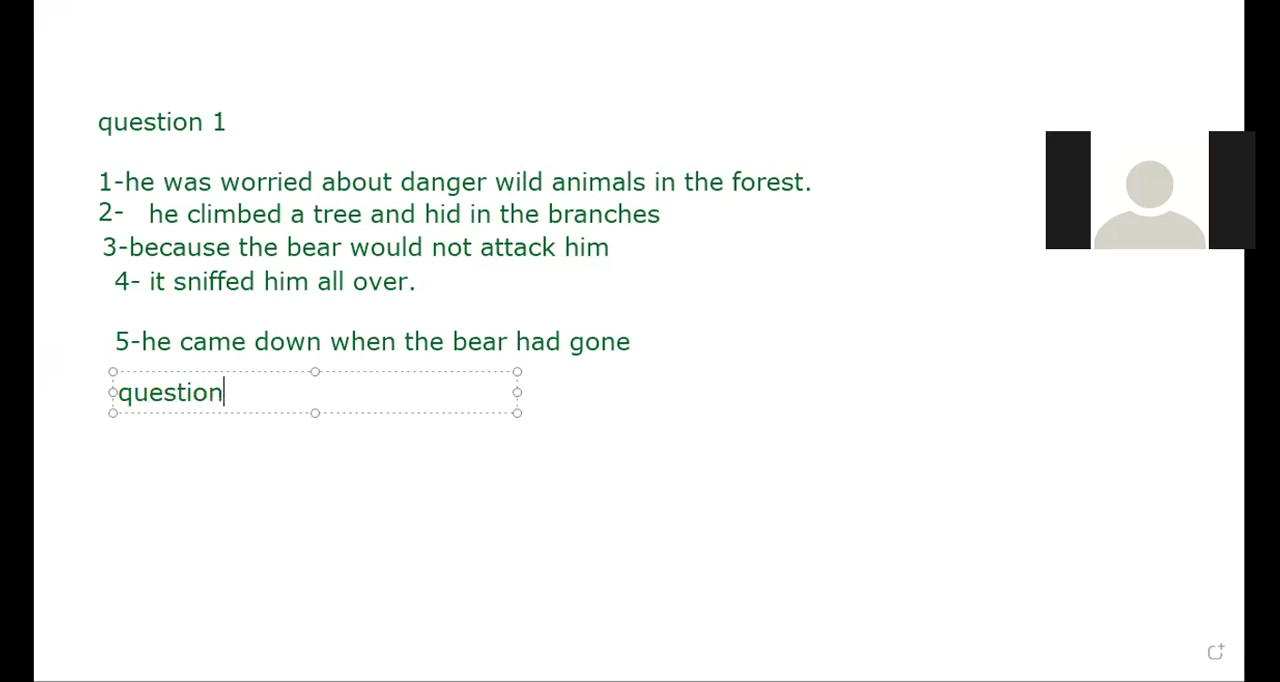 question 1
1-he was worried about danger wild animals in the forest.
2- he climbed a tree and hid in the branches
3-because the bear would not attack him
4- it sniffed him all over.
5-he came down when the bear had gone
question